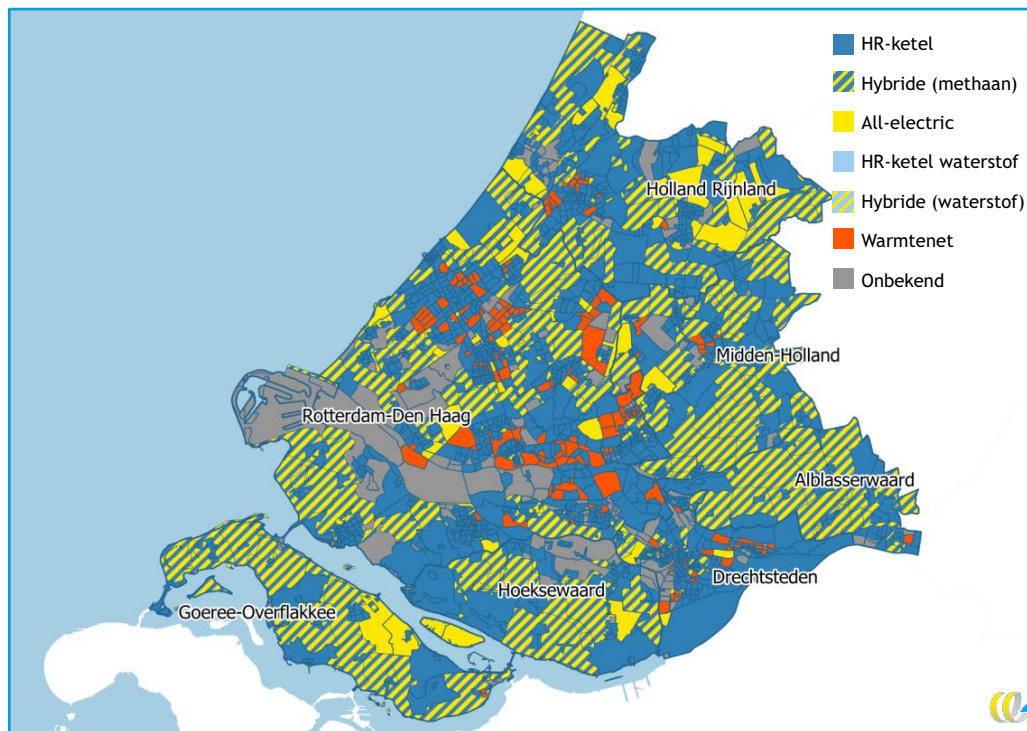 HR-ketel
Hybride (methaan)
All-electric
HR-ketel waterstof
Hybride (waterstof)
Warmtenet
Onbekend
Holland Rijnland
Midden-Holland
Rotterdam-Den Haag
Alblasserwaard
Drechtsteden
Hoeksewaard
Goeree-Overflakkee